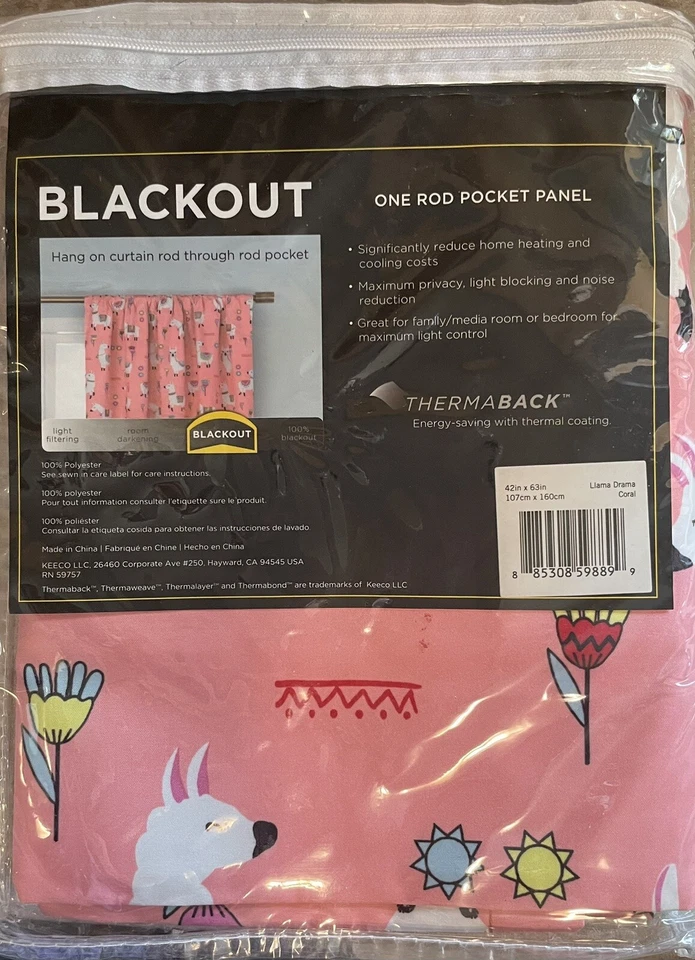 BLACKOUT
Hang on curtain rod through rod pocket
light
filtering
room
darkening
BLACKOUT
100%
blackout
ONE ROD POCKET PANEL
• Significantly reduce home heating and
cooling costs
• Maximum privacy, light blocking and noise
reduction
• Great for family/media room or bedroom for
maximum light control
THERMABACK™
Energy-saving with thermal coating.
100% Polyester
See sewn in care label for care instructions.
100% polyester
Pour tout information consulter l'etiquette sure le produit.
100% poliéster
Consultar la etiqueta cosida para obtener las instrucciones de lavado.
Made in China | Fabriqué en Chine | Hecho en China
KEECO LLC, 26460 Corporate Ave #250, Hayward, CA 94545 USA
RN 59757
Thermaback™, Thermaweave™, Thermalayer™ and Thermabond™ are trademarks of Keeco LLC
42in x 63in
107cm x 160cm
Llama Drama
Coral
8 85308 59889 9